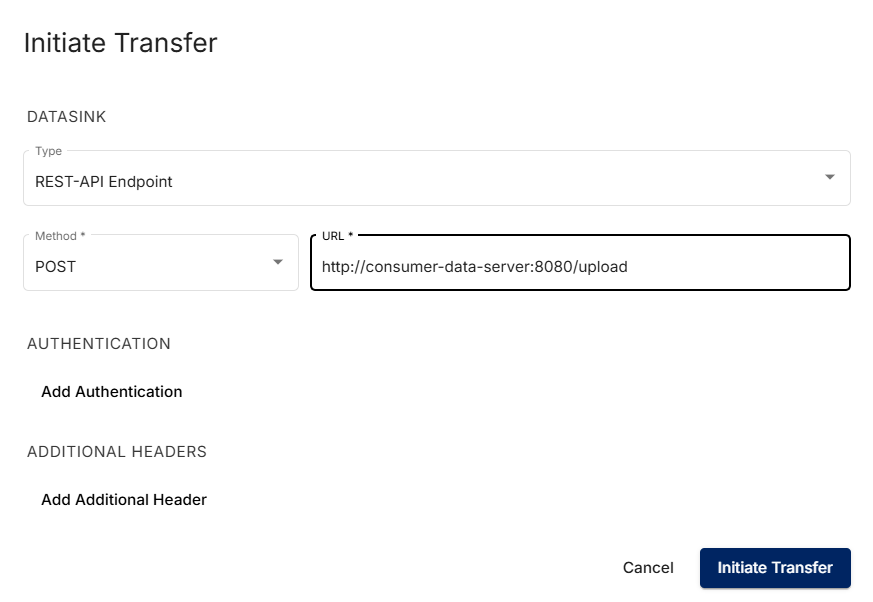 Initiate Transfer
DATASINK
Type
REST-API Endpoint
Method *
POST
URL *
http://consumer-data-server:8080/upload
AUTHENTICATION
Add Authentication
ADDITIONAL HEADERS
Add Additional Header
Cancel
Initiate Transfer